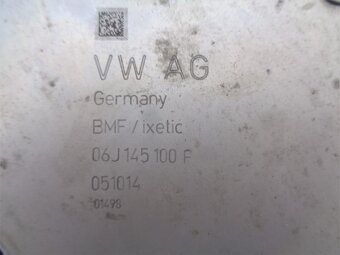 VW AG
Germany
BMF/ixetic
06J 145 100 F
051014
01498